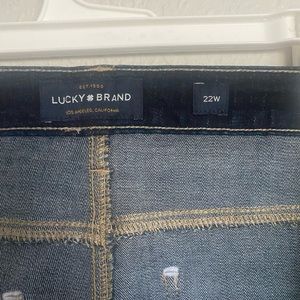 EST. 1990
LUCKY BRAND
LOS ANGELES, CALIFORNIA
22W